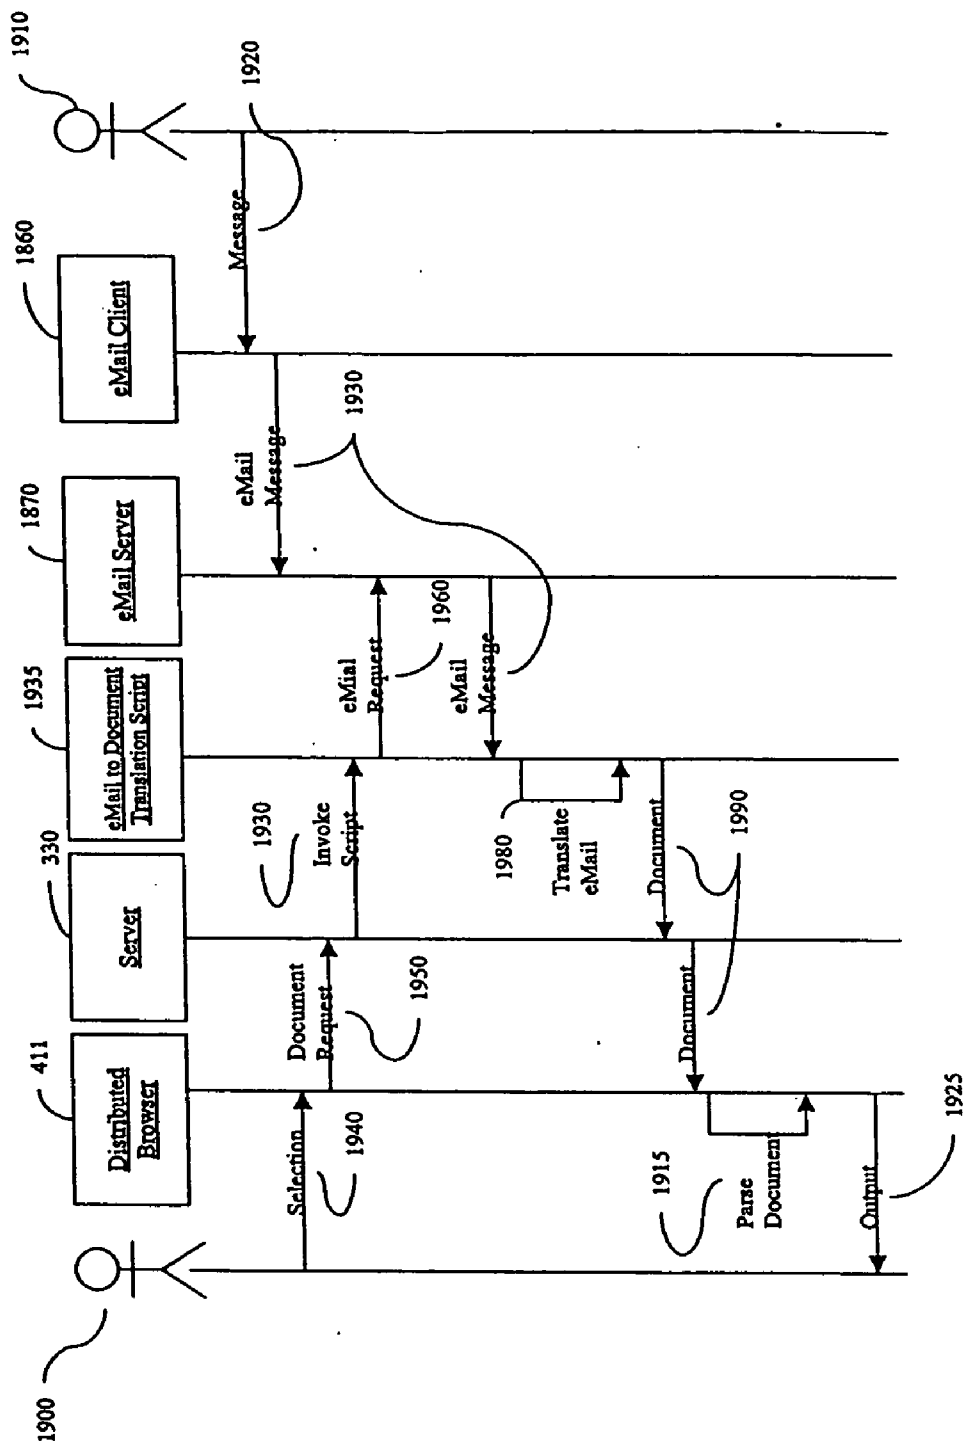 1900
411
Distributed
Browser
330
Server
1935
eMail to Document
Translation Script
1870
eMail Server
1860
eMail Client
1910
Message
1920
eMail
Message
1930
Selection
1940
Document
Request
1950
1930
Invoke
Script
eMial
Request
1960
eMail
Message
1980
Translate
eMail
Document
1990
Document
1915
Parse
Document
Output
1925